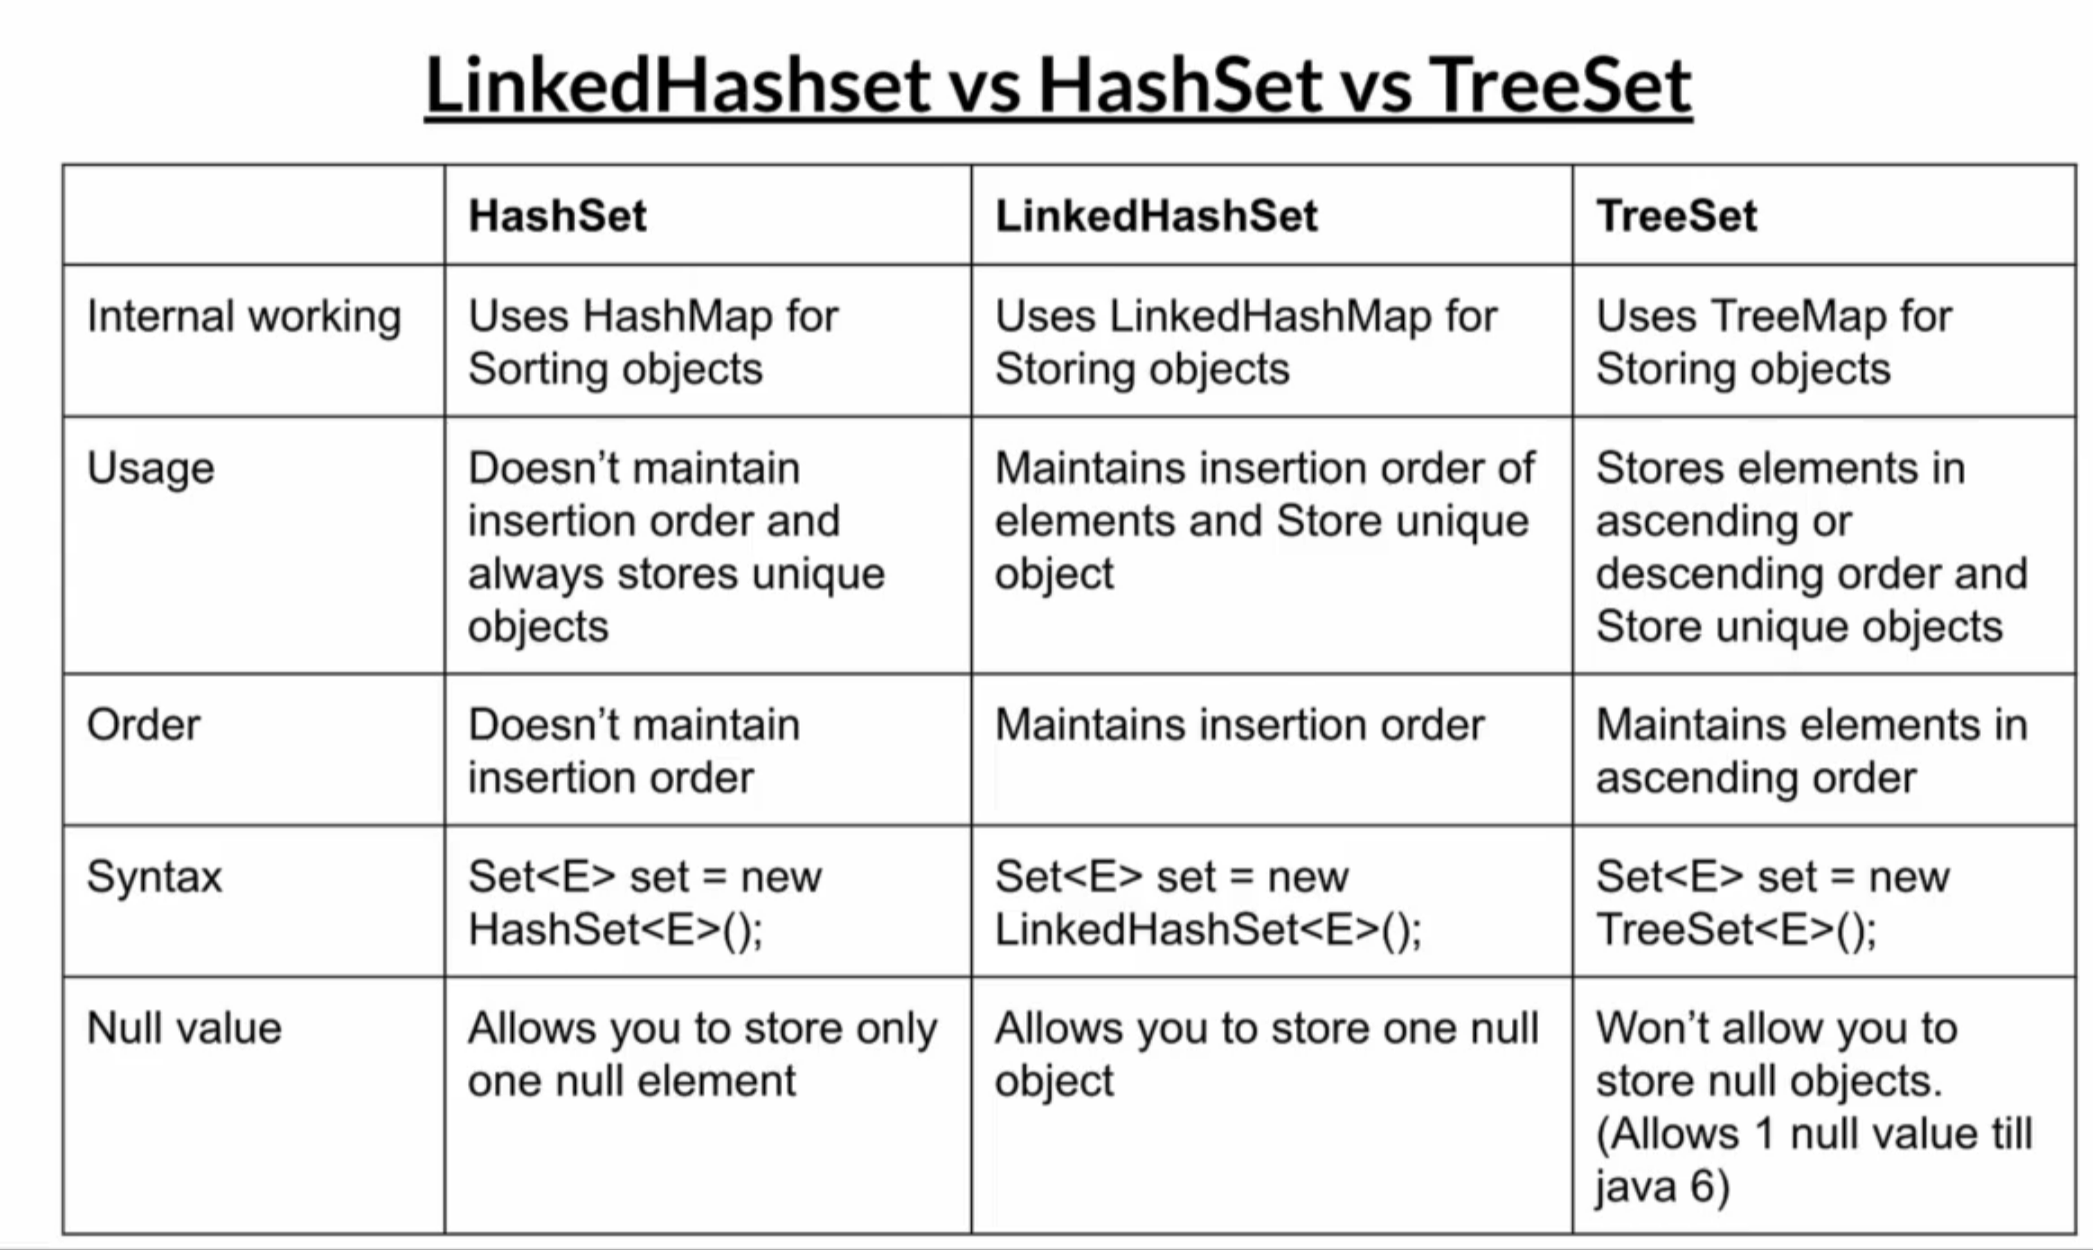 LinkedHashset vs HashSet vs TreeSet
HashSet
LinkedHashSet
TreeSet
Internal working
Uses HashMap for
Sorting objects
Uses LinkedHashMap for
Storing objects
Uses TreeMap for
Storing objects
Usage
Doesn’t maintain
insertion order and
always stores unique
objects
Maintains insertion order of
elements and Store unique
object
Stores elements in
ascending or
descending order and
Store unique objects
Order
Doesn’t maintain
insertion order
Maintains insertion order
Maintains elements in
ascending order
Syntax
Set<E> set = new
HashSet<E>();
Set<E> set = new
LinkedHashSet<E>();
Set<E> set = new
TreeSet<E>();
Null value
Allows you to store only
one null element
Allows you to store one null
object
Won’t allow you to
store null objects.
(Allows 1 null value till
java 6)